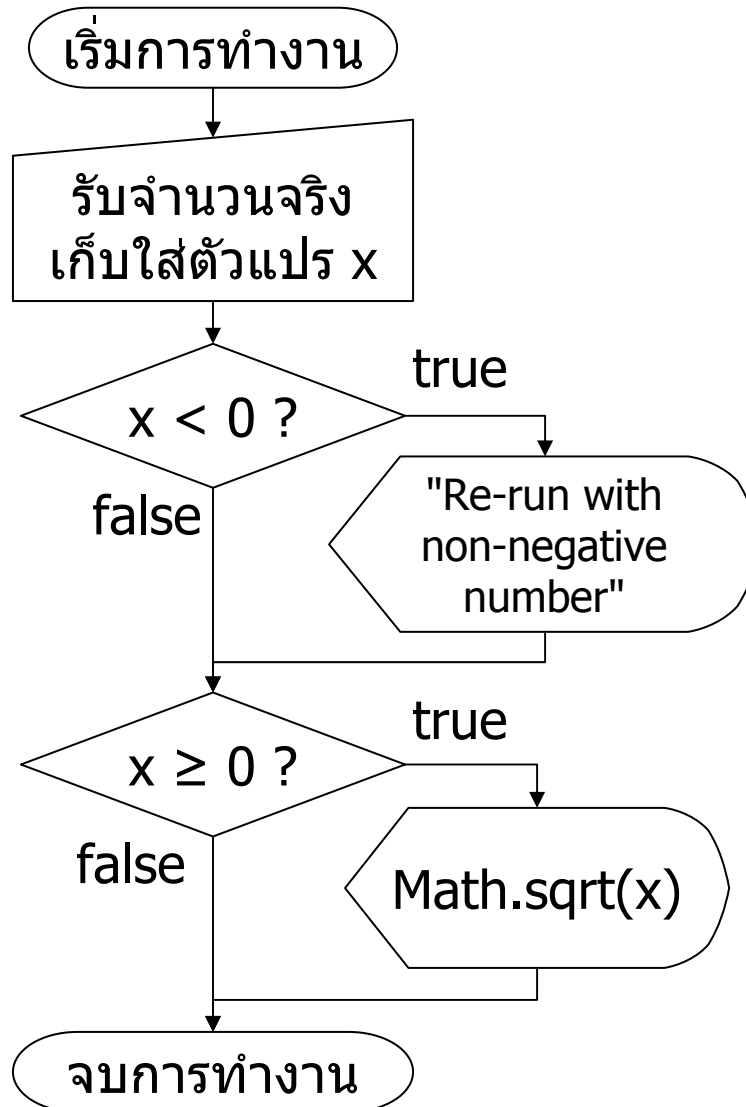 เริ่มการทำงาน
รับจำนวนจริง
เก็บใส่ตัวแปร x
x < 0 ?
true
"Re-run with
non-negative
number"
false
x ≥ 0 ?
true
Math.sqrt(x)
false
จบการทำงาน